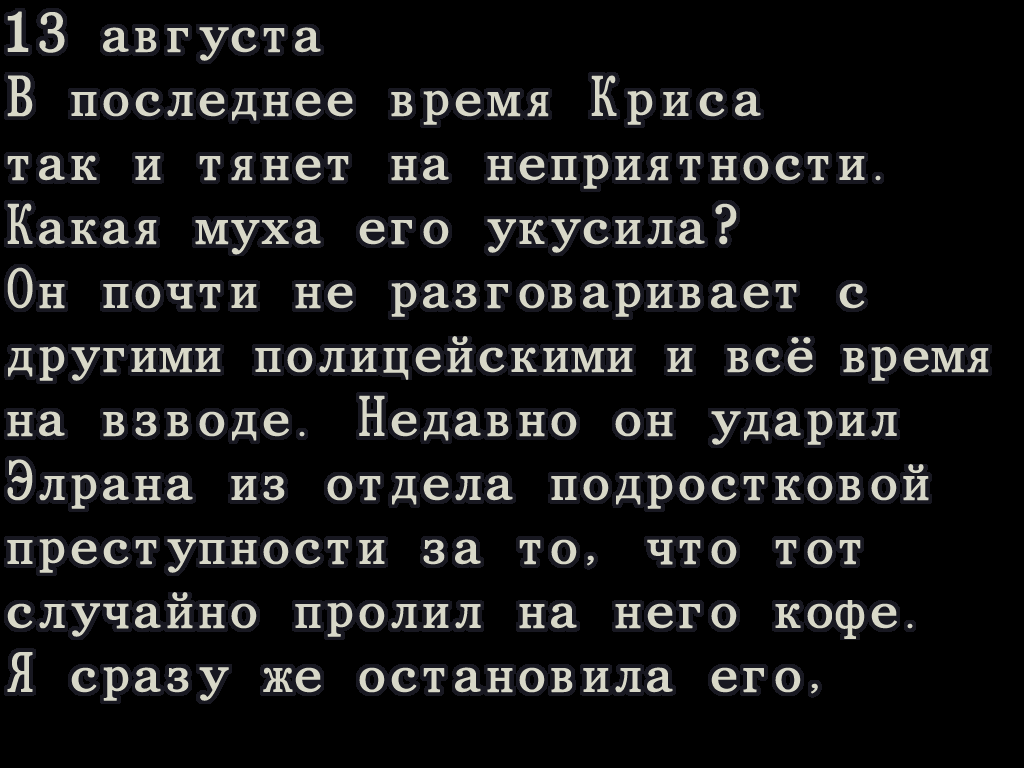 13 августа
В последнее время Криса
так и тянет на неприятности.
Какая муха его укусила?
Он почти не разговаривает с
другими полицейскими и всё время
на взводе. Недавно он ударил
Элрана из отдела подростковой
преступности за то, что тот
случайно пролил на него кофе.
Я сразу же остановила его,